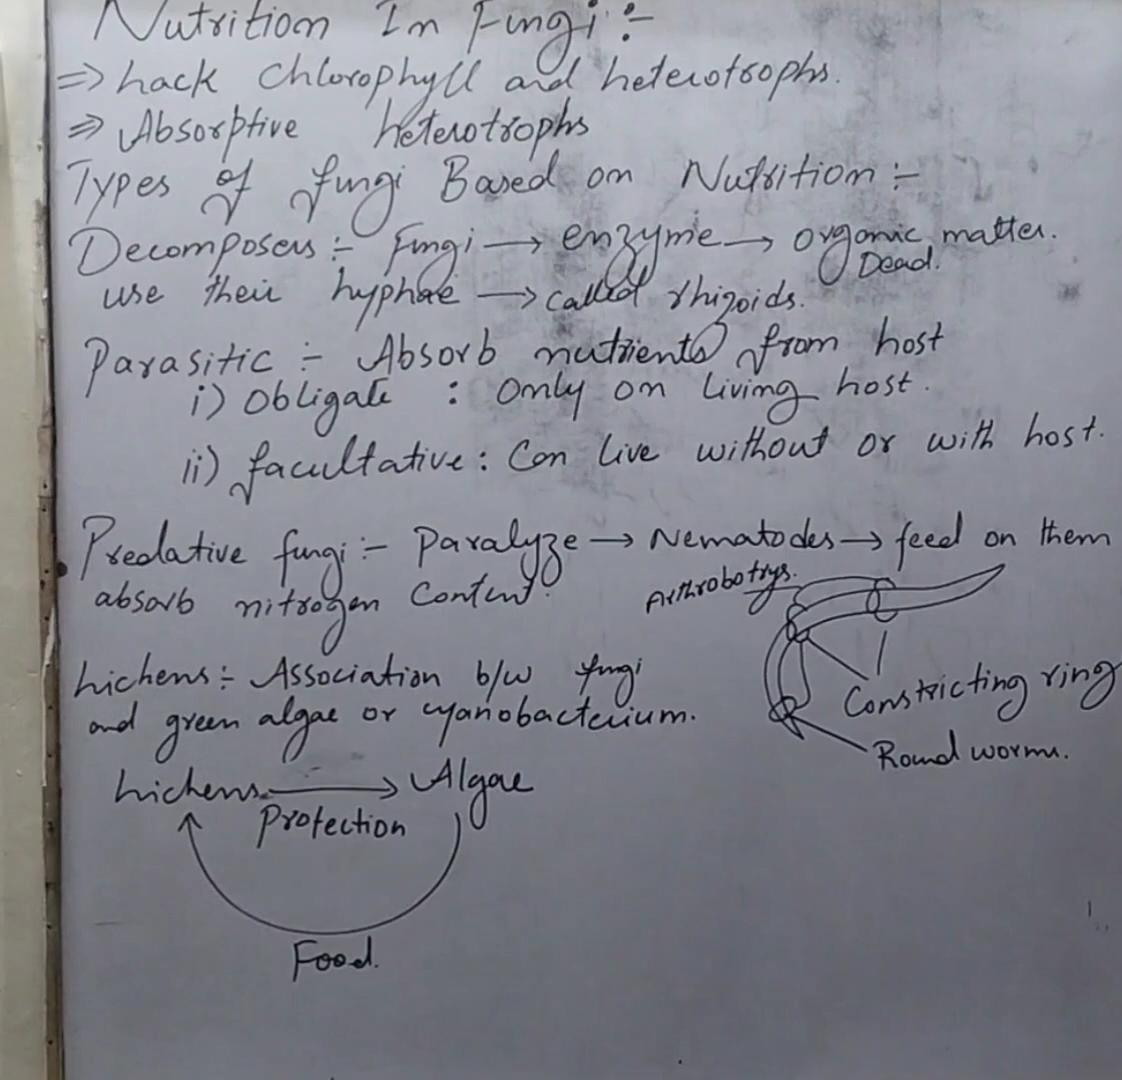 Nutrition In Fungi :-
=> Lack Chlorophyll and heterotrophs.
=> Absorptive heterotrophs
Types of fungi Based on Nutrition :-
Decomposers :- Fungi → enzyme → organic matter.
Dead.
use their hyphae → called rhizoids.
Parasitic :- Absorb nutrients from host
i) Obligate : Only on living host.
ii) facultative : Can live without or with host.
Predative fungi :- Paralyze → Nematodes → feed on them
absorb nitrogen Content.
Arthrobotrys.
Constricting ring
Round worms.
Lichens :- Association b/w fungi
and green algae or cyanobacterium.
Lichens → Algae
Protection
Food.